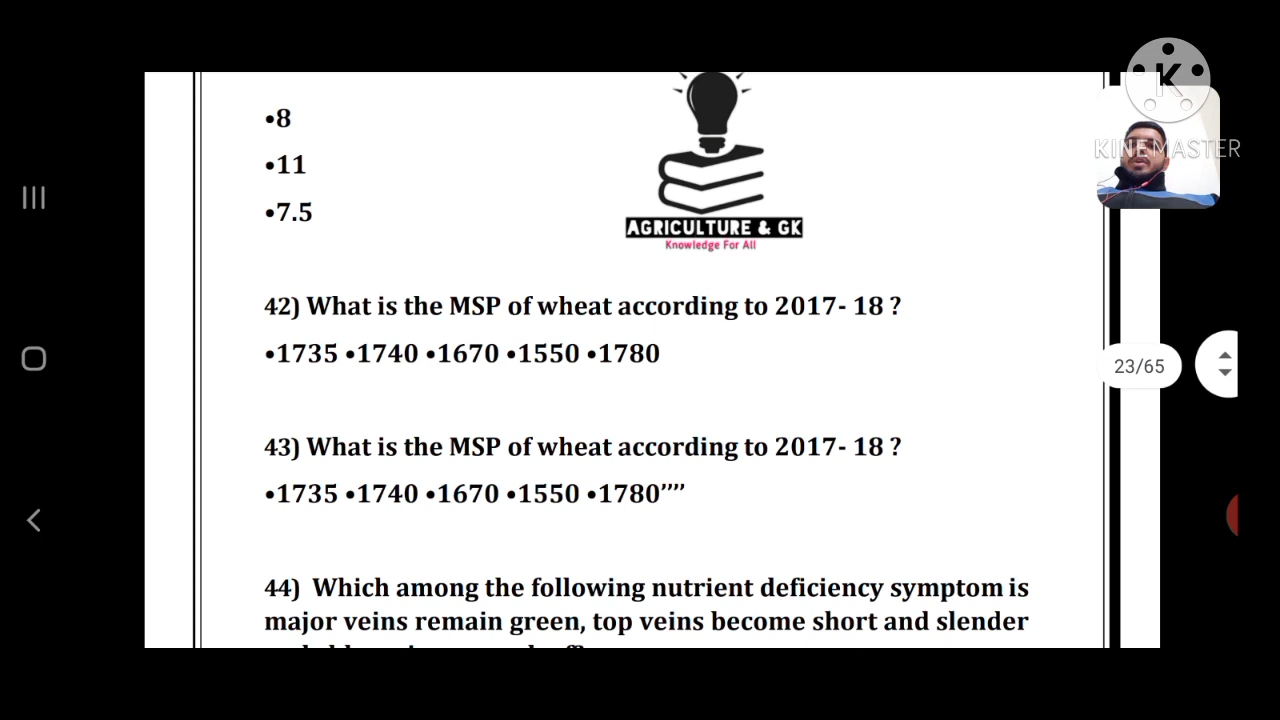 •8
•11
•7.5
AGRICULTURE & GK
Knowledge For All
K
KINEMASTER
42) What is the MSP of wheat according to 2017- 18 ?
•1735 •1740 •1670 •1550 •1780
23/65
43) What is the MSP of wheat according to 2017- 18 ?
•1735 •1740 •1670 •1550 •1780’’’’
44) Which among the following nutrient deficiency symptom is
major veins remain green, top veins become short and slender